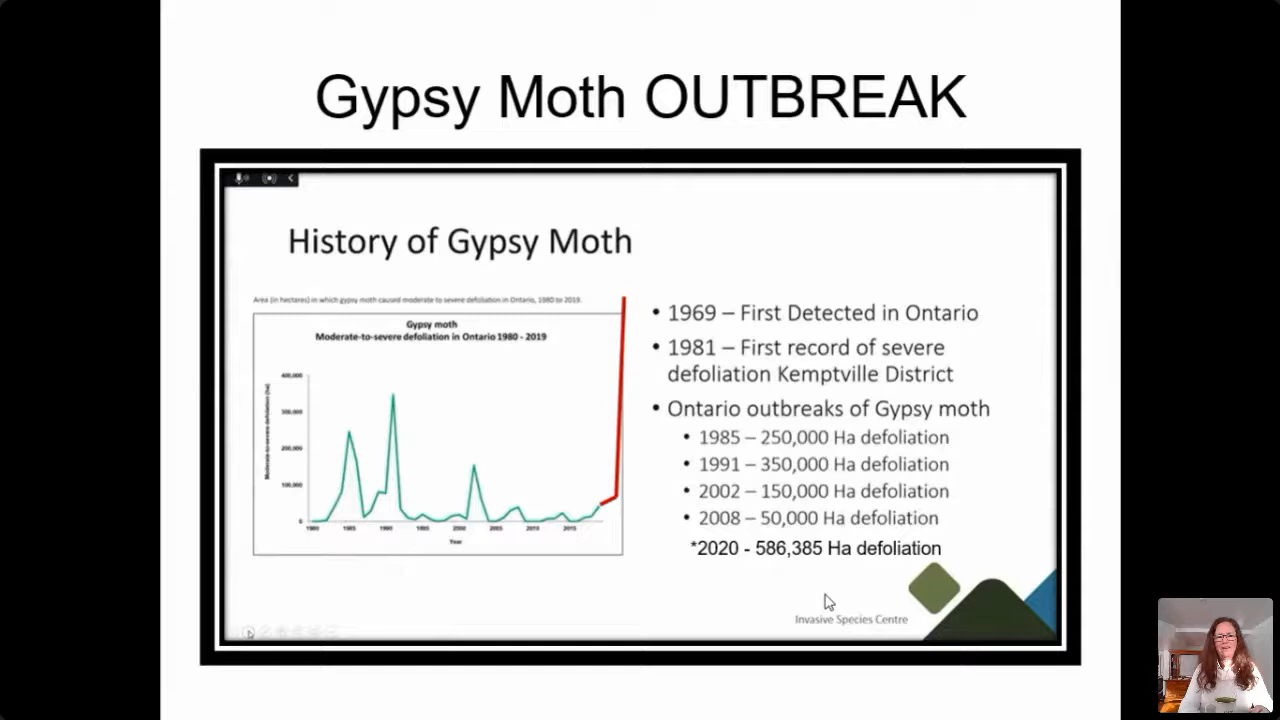 Gypsy Moth OUTBREAK
History of Gypsy Moth
Area (in hectares) in which gypsy moth caused moderate to severe defoliation in Ontario, 1980 to 2019.
Gypsy moth
Moderate-to-severe defoliation in Ontario 1980 - 2019
Moderate-to-severe defoliation (ha)
400,000
300,000
200,000
100,000
0
1980 1985 1990 1995 2000 2005 2010 2015
Year
• 1969 – First Detected in Ontario
• 1981 – First record of severe
defoliation Kemptville District
• Ontario outbreaks of Gypsy moth
• 1985 – 250,000 Ha defoliation
• 1991 – 350,000 Ha defoliation
• 2002 – 150,000 Ha defoliation
• 2008 – 50,000 Ha defoliation
*2020 - 586,385 Ha defoliation
Invasive Species Centre